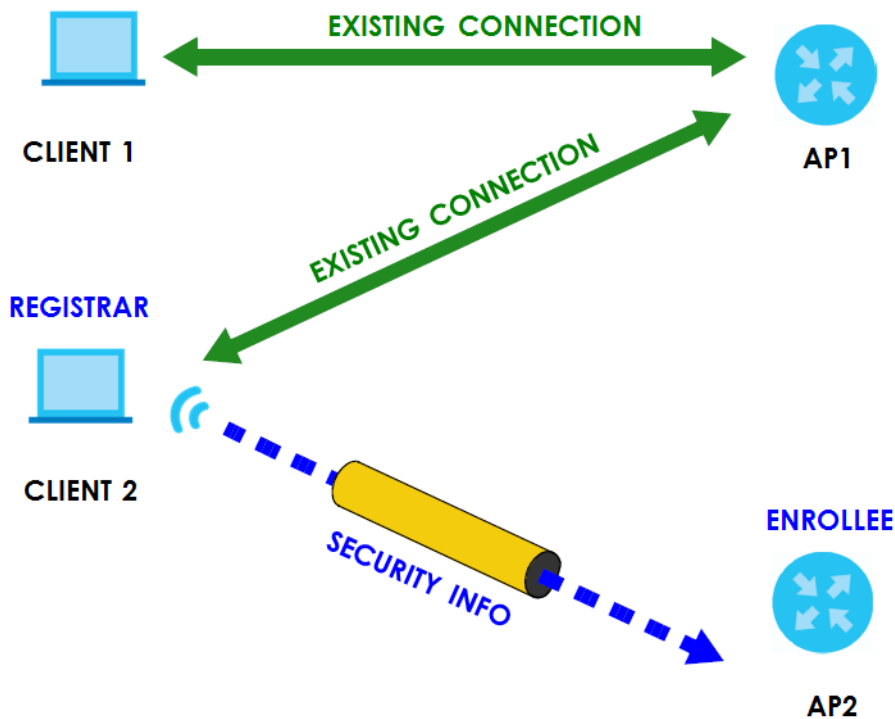 EXISTING CONNECTION
CLIENT 1
AP1
EXISTING CONNECTION
REGISTRAR
CLIENT 2
SECURITY INFO
ENROLLEE
AP2